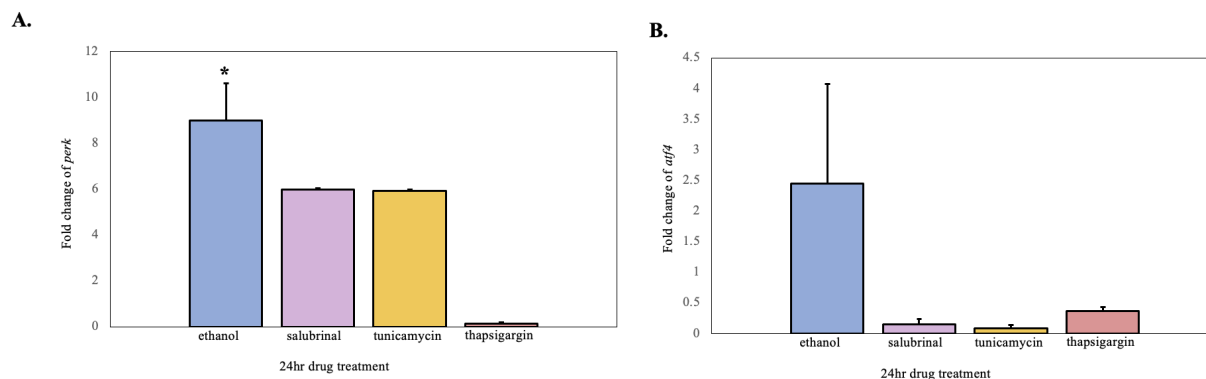 A.
12
10
8
6
4
2
0
Fold change of perk
*
ethanol
salubrinal
tunicamycin
thapsigargin
24hr drug treatment
B.
4.5
4
3.5
3
2.5
2
1.5
1
0.5
0
Fold change of atf4
ethanol
salubrinal
tunicamycin
thapsigargin
24hr drug treatment